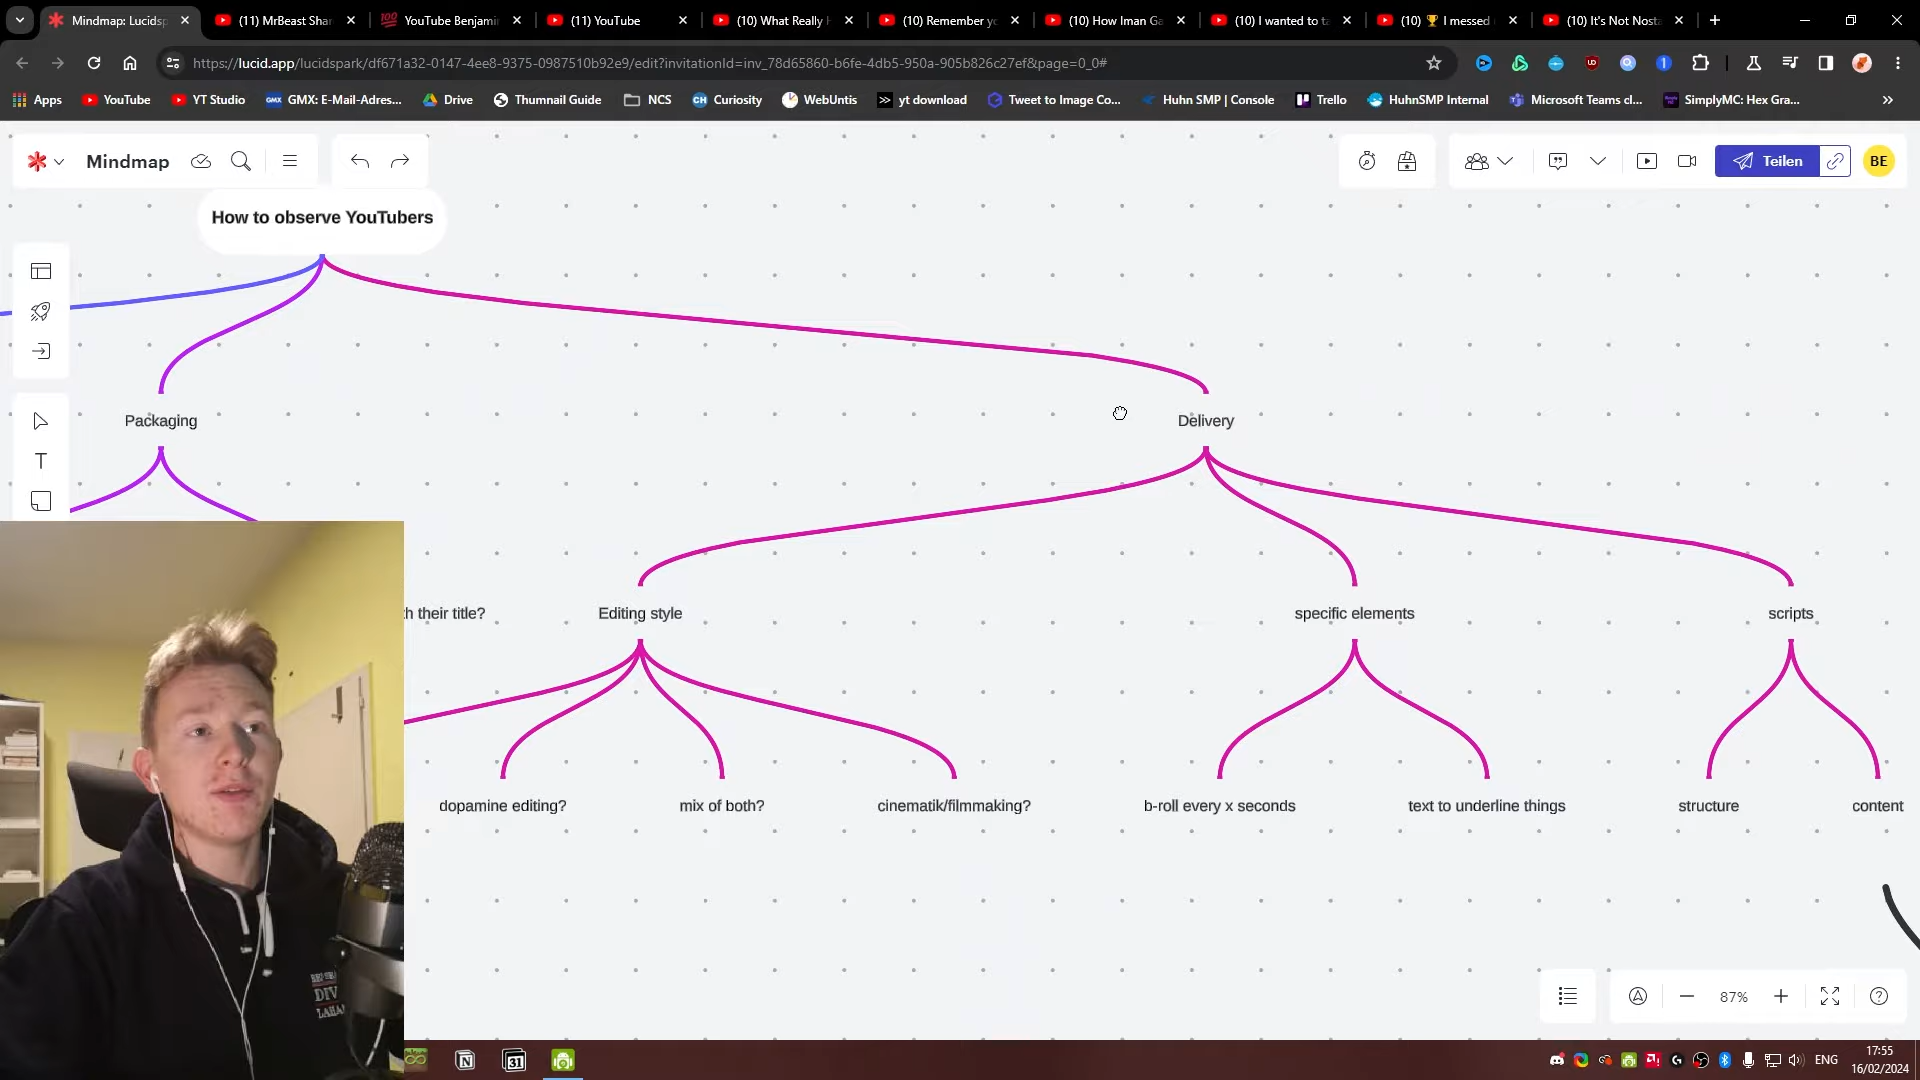 Mindmap: Lucidsp
(11) MrBeast Shar
YouTube Benjami
(11) YouTube
(10) What Really H
(10) Remember yo
(10) How Iman Ga
(10) I wanted to ta
(10) 🏆 I messed
(10) It's Not Nosta
https://lucid.app/lucidspark/df671a32-0147-4ee8-9375-0987510b92e9/edit?invitationId=inv_78d65860-b6fe-4db5-950a-905b826c27ef&page=0_0#
Apps
YouTube
YT Studio
GMX: E-Mail-Adres...
Drive
Thumnail Guide
NCS
Curiosity
WebUntis
yt download
Tweet to Image Co...
Huhn SMP | Console
Trello
HuhnSMP Internal
Microsoft Teams cl...
SimplyMC: Hex Gra...
Mindmap
Teilen
BE
How to observe YouTubers
Packaging
Delivery
h their title?
Editing style
specific elements
scripts
dopamine editing?
mix of both?
cinematik/filmmaking?
b-roll every x seconds
text to underline things
structure
content
DIV
87%
31
ENG
17:55
16/02/2024